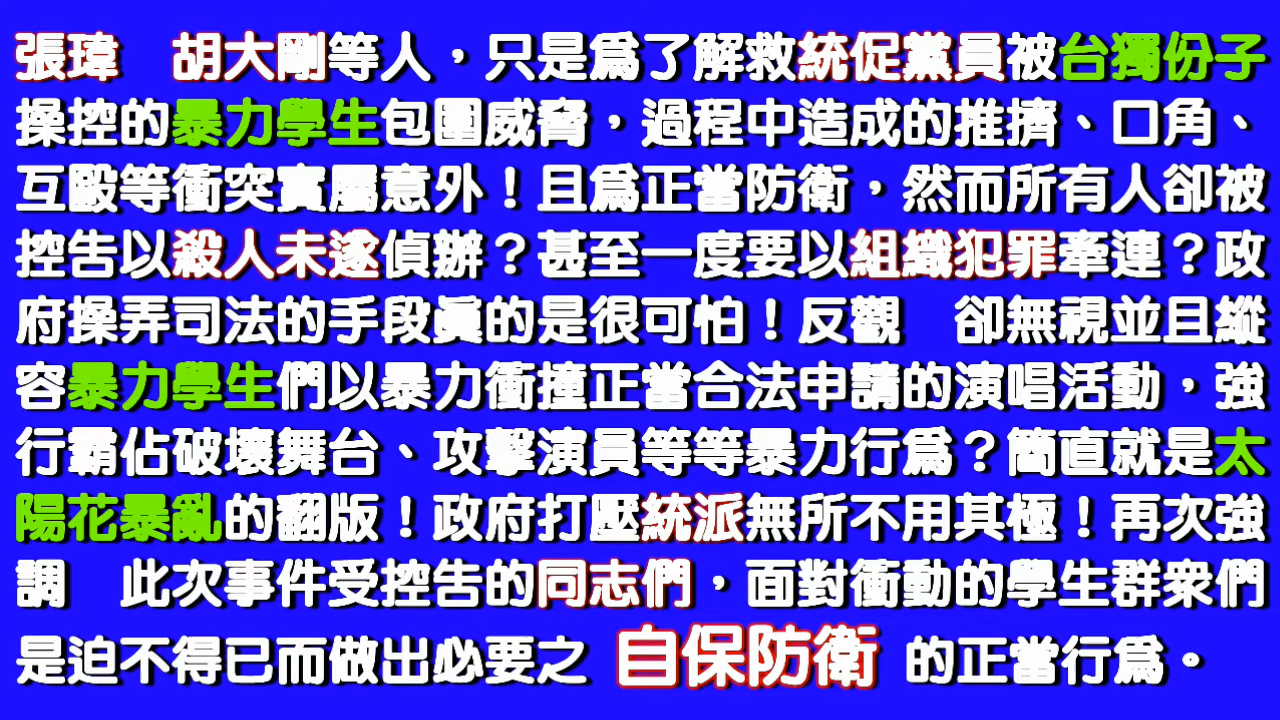 張瑋　胡大剛等人，只是為了解救統促黨員被台獨份子
操控的暴力學生包圍威脅，過程中造成的推擠、口角、
互毆等衝突實屬意外！且為正當防衛，然而所有人卻被
控告以殺人未遂偵辦？甚至一度要以組織犯罪牽連？政
府操弄司法的手段真的是很可怕！反觀　卻無視並且縱
容暴力學生們以暴力衝撞正當合法申請的演唱活動，強
行霸佔破壞舞台、攻擊演員等等暴力行為？簡直就是太
陽花暴亂的翻版！政府打壓統派無所不用其極！再次強
調　此次事件受控告的同志們，面對衝動的學生群眾們
是迫不得已而做出必要之 自保防衛 的正當行為。